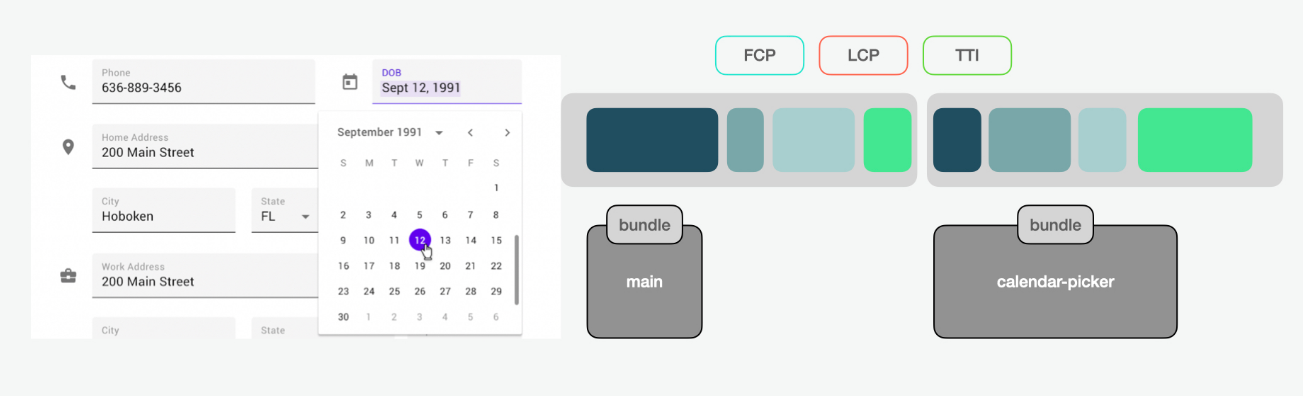 FCP LCP TTI
Phone
636-889-3456
DOB
Sept 12, 1991
Home Address
200 Main Street
City
Hoboken
State
FL
Work Address
200 Main Street
City
State
September 1991
S M T W T F S
1
2 3 4 5 6 7 8
9 10 11 12 13 14 15
16 17 18 19 20 21 22
23 24 25 26 27 28 29
30 1 2 3 4 5 6
bundle
main
bundle
calendar-picker